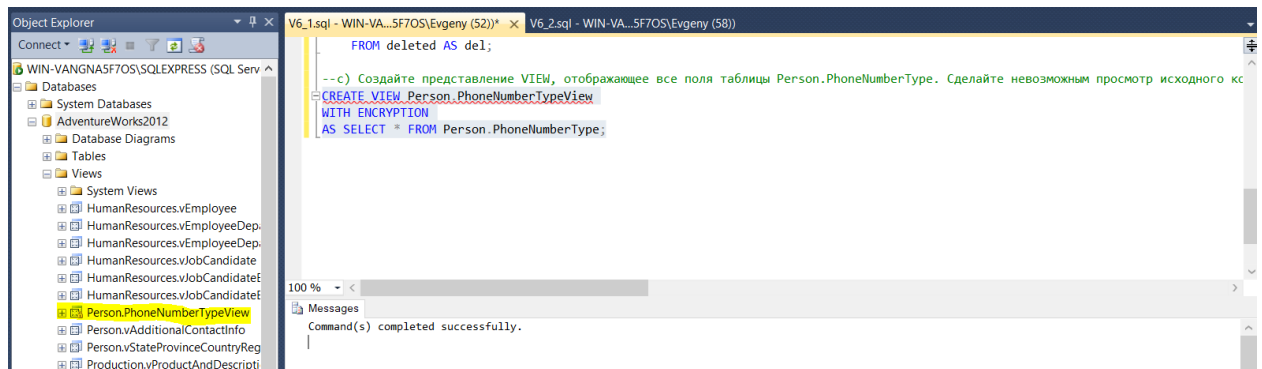 Object Explorer
V6_1.sql - WIN-VA...5F7OS\Evgeny (52))* V6_2.sql - WIN-VA...5F7OS\Evgeny (58))
Connect
WIN-VANGNA5F7OS\SQLEXPRESS (SQL Serv
Databases
System Databases
AdventureWorks2012
Database Diagrams
Tables
Views
System Views
HumanResources.vEmployee
HumanResources.vEmployeeDep
HumanResources.vEmployeeDep
HumanResources.vJobCandidate
HumanResources.vJobCandidateE
HumanResources.vJobCandidateE
Person.PhoneNumberTypeView
Person.vAdditionalContactInfo
Person.vStateProvinceCountryReg
Production.vProductAndDescripti
FROM deleted AS del;
--c) Создайте представление VIEW, отображающее все поля таблицы Person.PhoneNumberType. Сделайте невозможным просмотр исходного ко
CREATE VIEW Person.PhoneNumberTypeView
WITH ENCRYPTION
AS SELECT * FROM Person.PhoneNumberType;
100 %
Messages
Command(s) completed successfully.